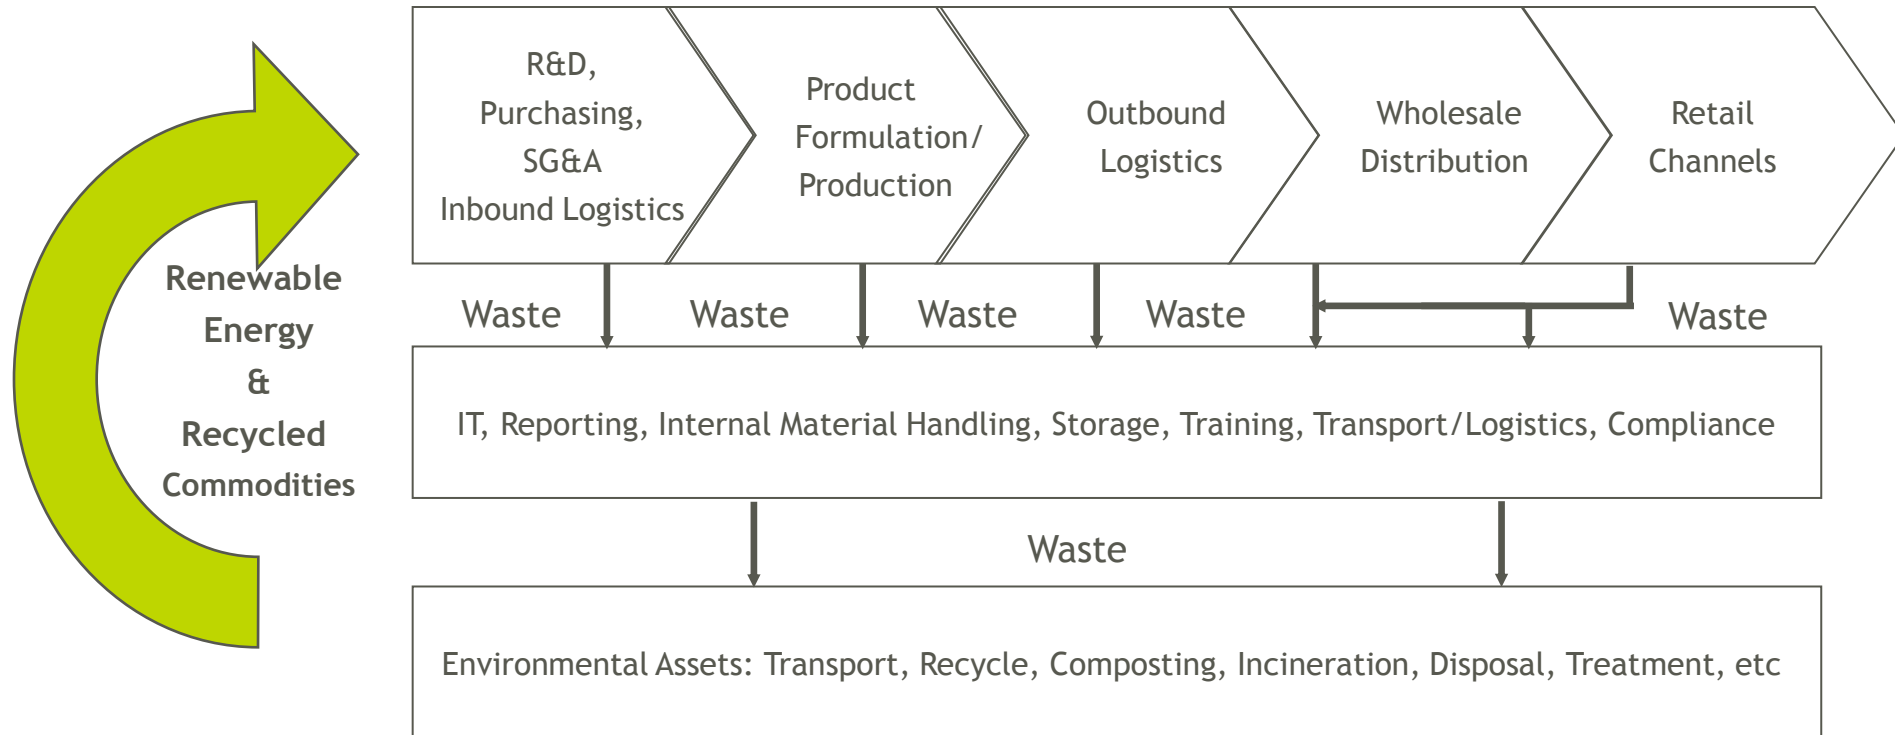 R&D,
Purchasing,
SG&A
Inbound Logistics
Product
Formulation/
Production
Outbound
Logistics
Wholesale
Distribution
Retail
Channels
Renewable
Energy
&
Recycled
Commodities
Waste
Waste
Waste
Waste
Waste
IT, Reporting, Internal Material Handling, Storage, Training, Transport/Logistics, Compliance
Waste
Environmental Assets: Transport, Recycle, Composting, Incineration, Disposal, Treatment, etc